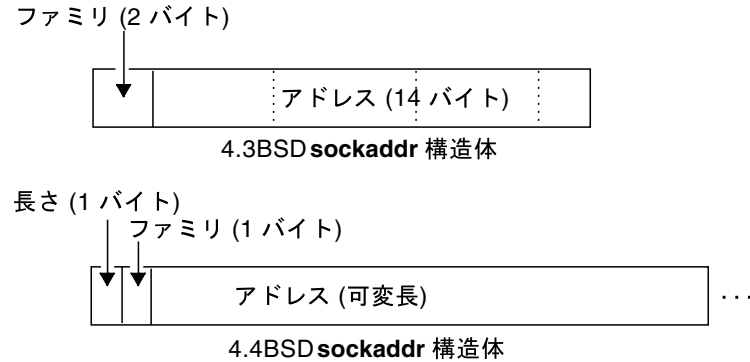 ファミリ (2 バイト)
アドレス (14 バイト)
4.3BSD sockaddr 構造体
長さ (1 バイト)
ファミリ (1 バイト)
アドレス (可変長)
. . .
4.4BSD sockaddr 構造体